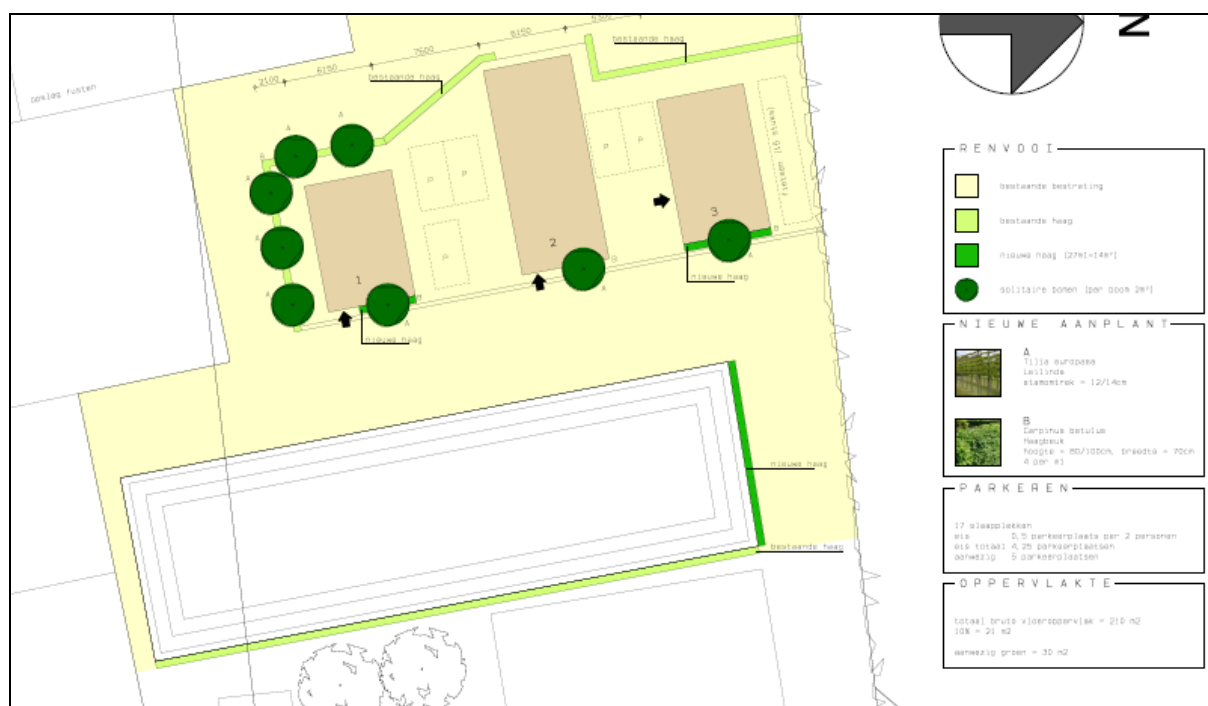 N
opslag fusten
2100
6150
7500
6150
bestaande haag
bestaande haag
A
A
B
A
A
A
P
P
P
P
P
1
2
3
B
A
B
A
B
A
nieuwe haag
nieuwe haag
nieuwe haag
bestaande haag
RENVOOI
bestaande bestrating
bestaande haag
nieuwe haag (27m1=14m²)
solitaire bomen (per boom 2m²)
NIEUWE AANPLANT
A
Tilia europaea
Leilinde
stamomtrek = 12/14cm
B
Carpinus betulus
Haagbeuk
hoogte = 80/100cm, breedte = 70cm
4 per m1
PARKEREN
17 slaapplekken
eis 0,5 parkeerplaats per 2 personen
eis totaal 4,25 parkeerplaatsen
aanwezig 5 parkeerplaatsen
OPPERVLAKTE
totaal bruto vloeroppervlak = 210 m2
10% = 21 m2
aanwezig groen = 30 m2